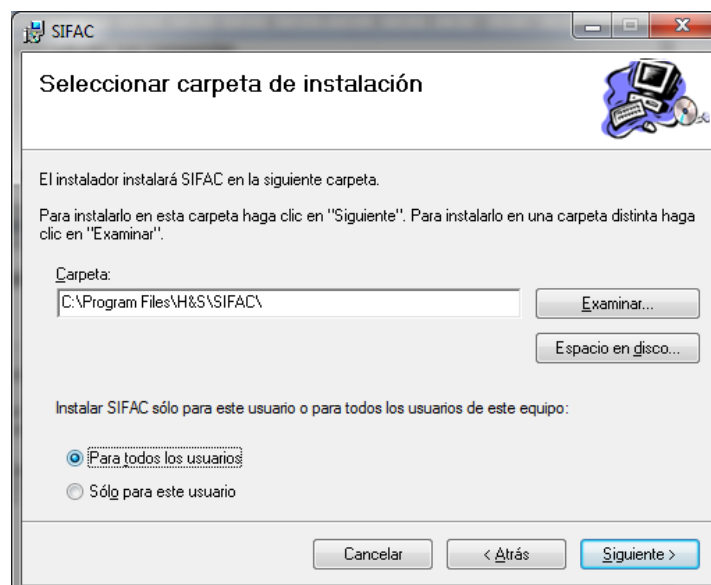 SIFAC
Seleccionar carpeta de instalación
El instalador instalará SIFAC en la siguiente carpeta.
Para instalarlo en esta carpeta haga clic en "Siguiente". Para instalarlo en una carpeta distinta haga
clic en "Examinar".
Carpeta:
C:\Program Files\H&S\SIFAC\
Examinar...
Espacio en disco...
Instalar SIFAC sólo para este usuario o para todos los usuarios de este equipo:
Para todos los usuarios
Sólo para este usuario
Cancelar
< Atrás
Siguiente >